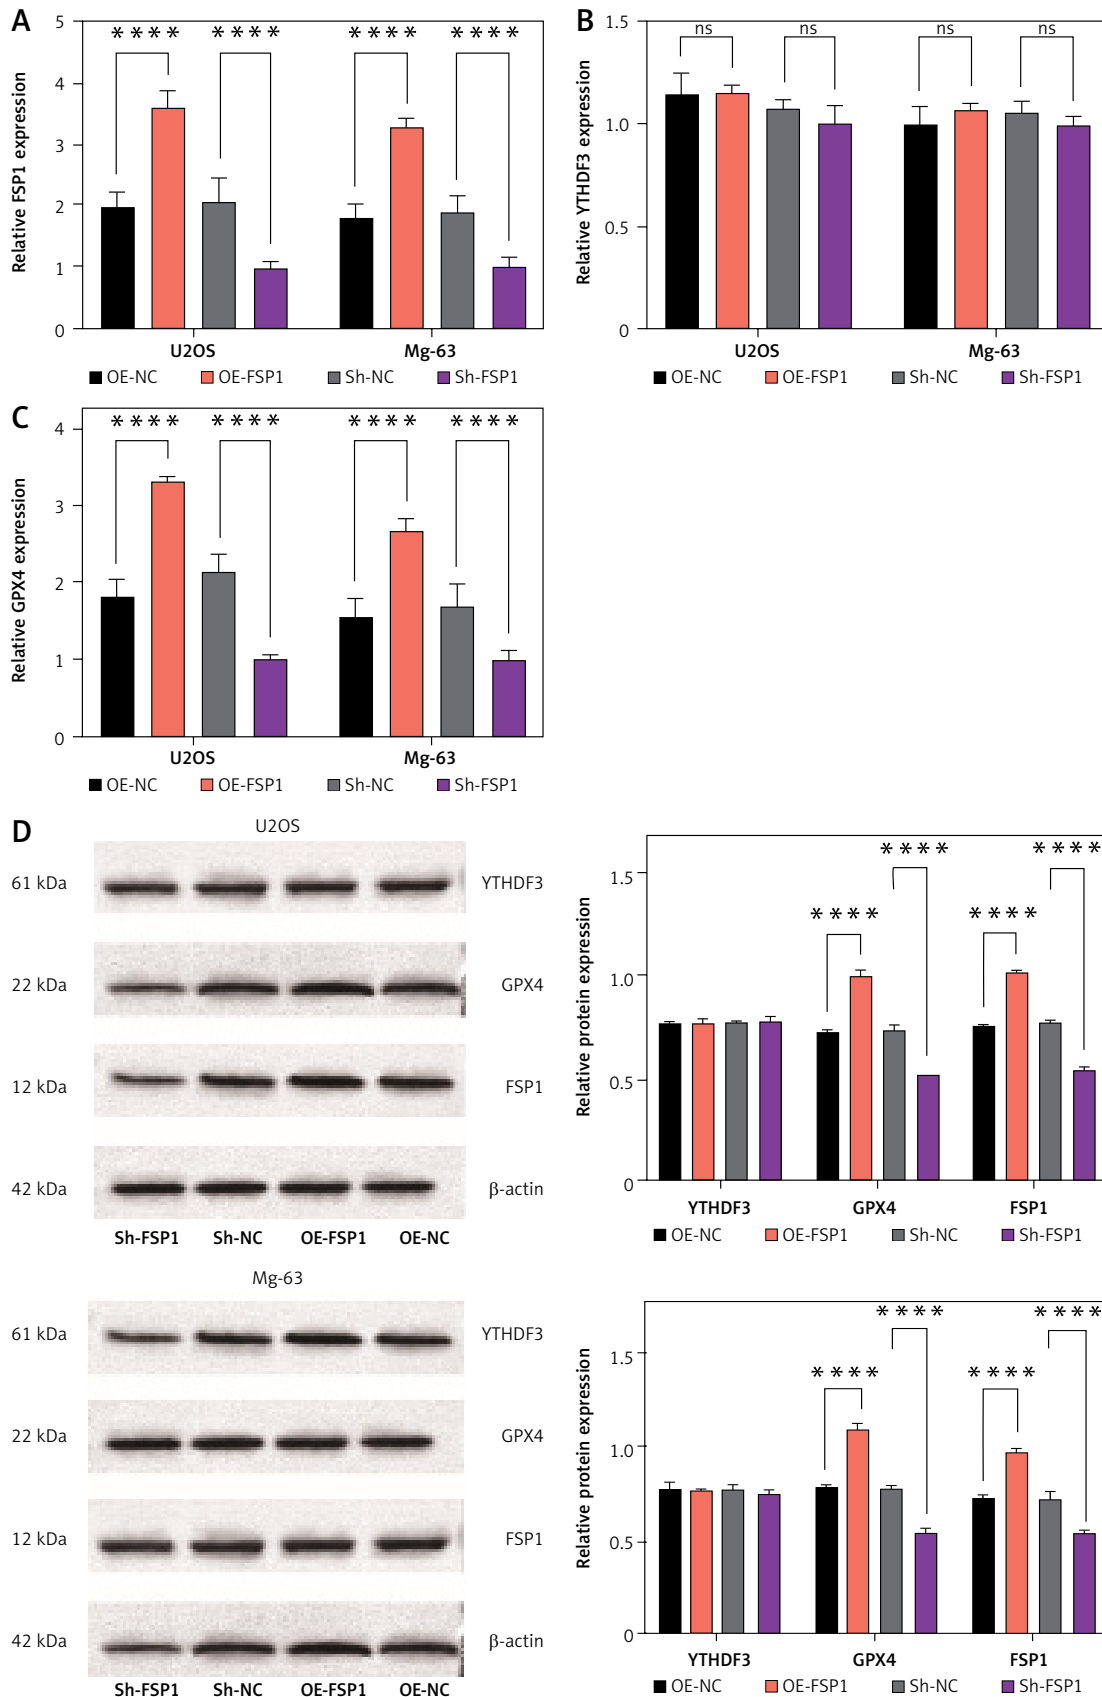 A
Relative FSP1 expression
5
4
3
2
1
0
**** **** **** ****
U2OS Mg-63
OE-NC OE-FSP1 Sh-NC Sh-FSP1
B
Relative YTHDF3 expression
1.5
1.0
0.5
0
ns ns ns ns
U2OS Mg-63
OE-NC OE-FSP1 Sh-NC Sh-FSP1
C
Relative GPX4 expression
4
3
2
1
0
**** **** **** ****
U2OS Mg-63
OE-NC OE-FSP1 Sh-NC Sh-FSP1
D
U2OS
61 kDa YTHDF3
22 kDa GPX4
12 kDa FSP1
42 kDa β-actin
Sh-FSP1 Sh-NC OE-FSP1 OE-NC
Relative protein expression
1.5
1.0
0.5
0
**** ****
**** ****
YTHDF3 GPX4 FSP1
OE-NC OE-FSP1 Sh-NC Sh-FSP1
Mg-63
61 kDa YTHDF3
22 kDa GPX4
12 kDa FSP1
42 kDa β-actin
Sh-FSP1 Sh-NC OE-FSP1 OE-NC
Relative protein expression
1.5
1.0
0.5
0
**** ****
**** ****
YTHDF3 GPX4 FSP1
OE-NC OE-FSP1 Sh-NC Sh-FSP1